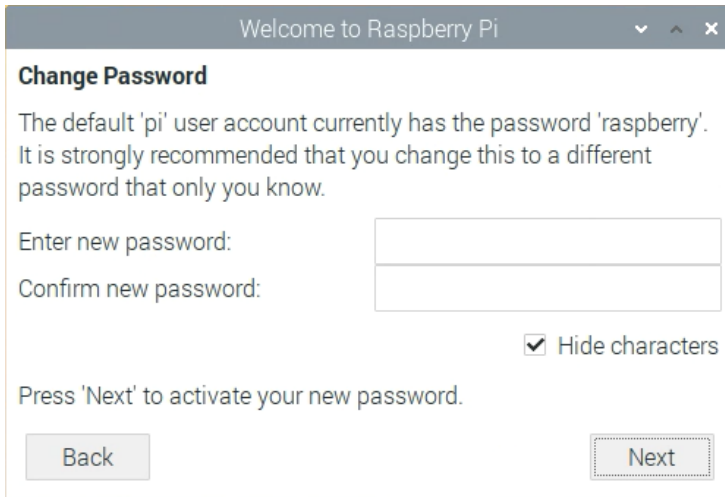 Welcome to Raspberry Pi
Change Password
The default 'pi' user account currently has the password 'raspberry'.
It is strongly recommended that you change this to a different
password that only you know.
Enter new password:
Confirm new password:
Hide characters
Press 'Next' to activate your new password.
Back
Next